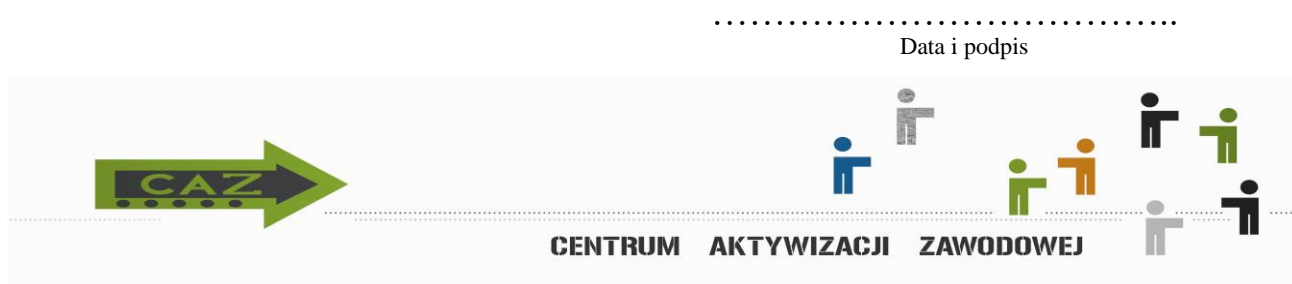 ……………………………………….
Data i podpis
CAZ
CENTRUM AKTYWIZACJI ZAWODOWEJ